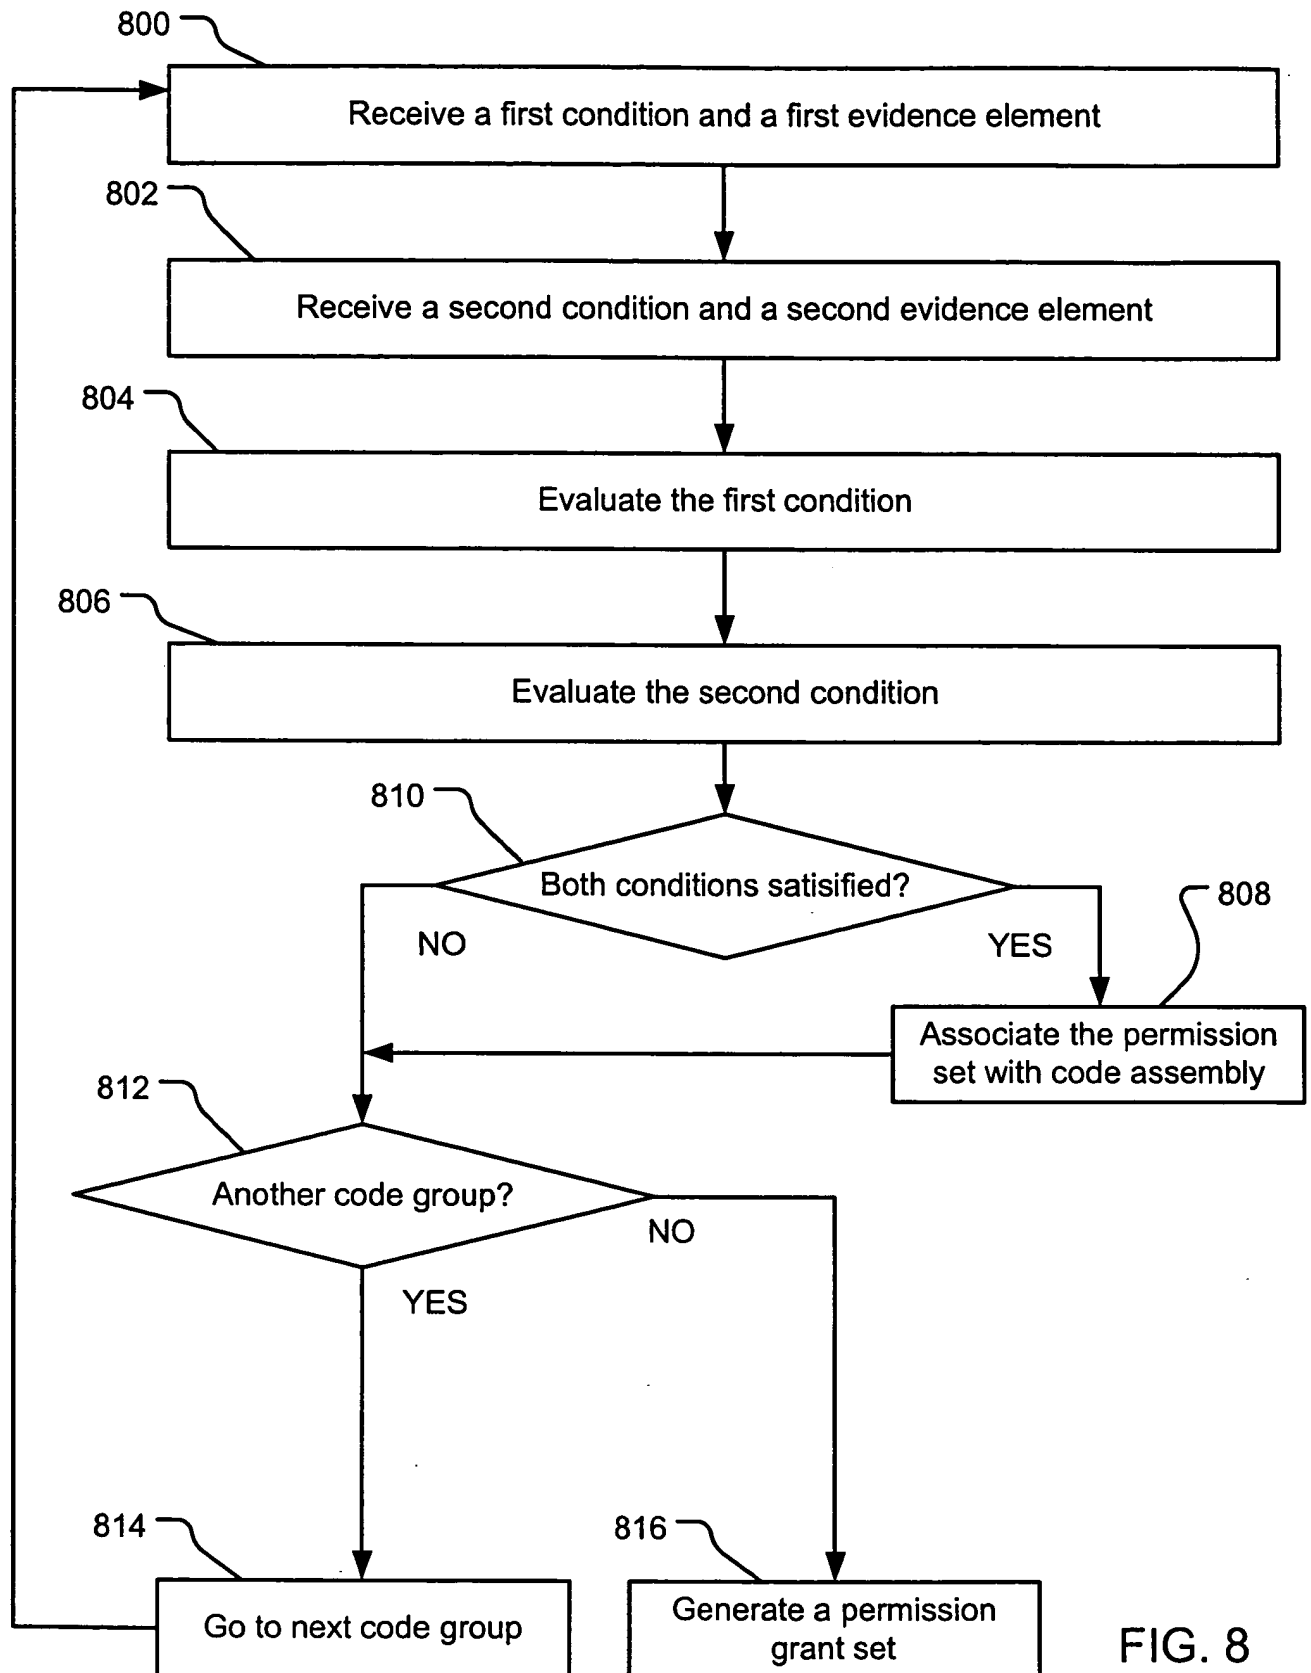 800
Receive a first condition and a first evidence element
802
Receive a second condition and a second evidence element
804
Evaluate the first condition
806
Evaluate the second condition
810
Both conditions satisified?
808
NO
YES
Associate the permission
set with code assembly
812
Another code group?
NO
YES
814
816
Go to next code group
Generate a permission
grant set
FIG. 8